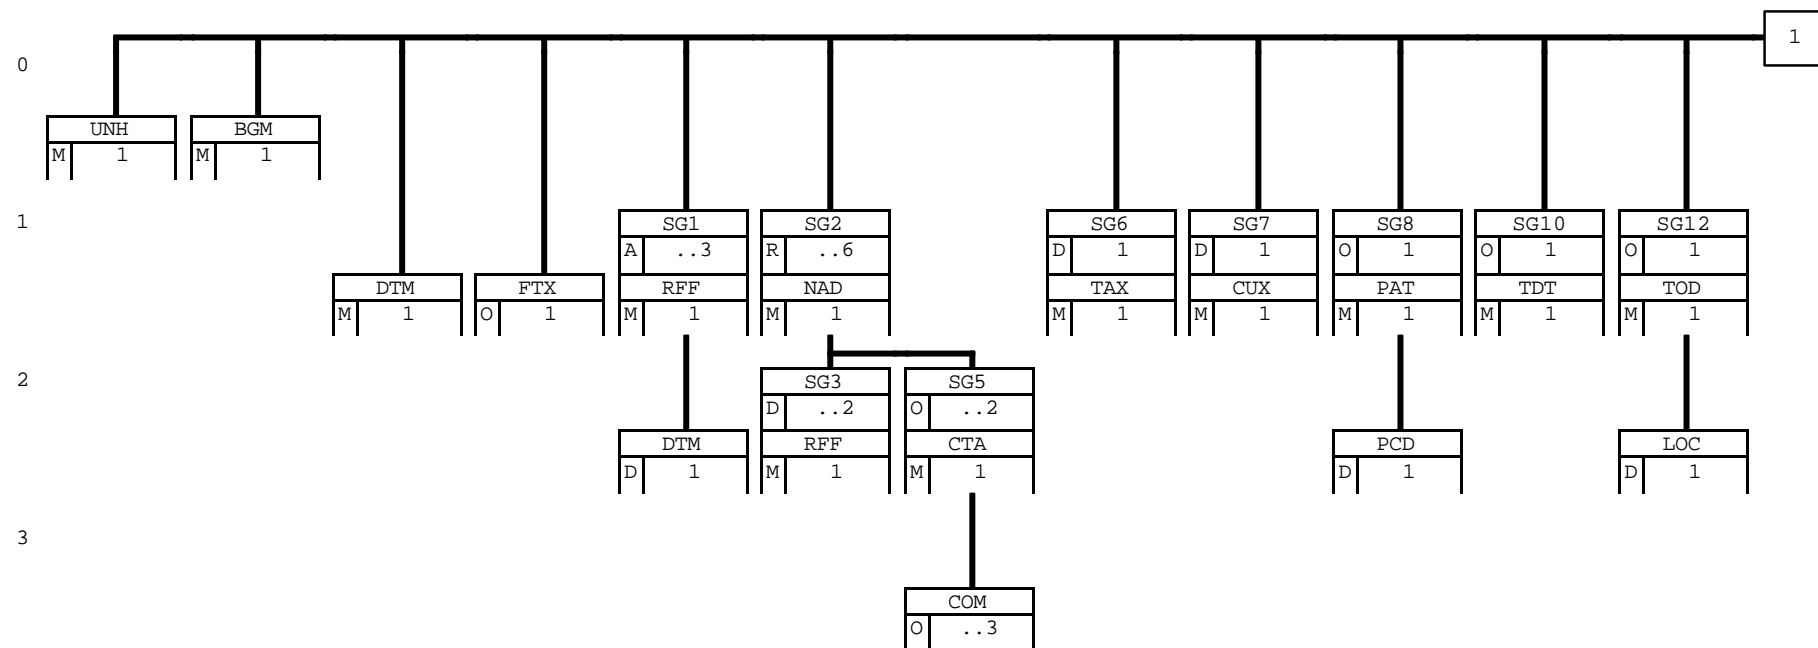 1
0
UNH BGM
M 1 M 1
1
SG1 SG2 SG6 SG7 SG8 SG10 SG12
A ..3 R ..6 D 1 D 1 O 1 O 1 O 1
DTM FTX RFF NAD TAX CUX PAT TDT TOD
M 1 O 1 M 1 M 1 M 1 M 1 M 1 M 1 M 1
2
SG3 SG5
D ..2 O ..2
DTM RFF CTA PCD LOC
D 1 M 1 M 1 D 1 D 1
3
COM
O ..3